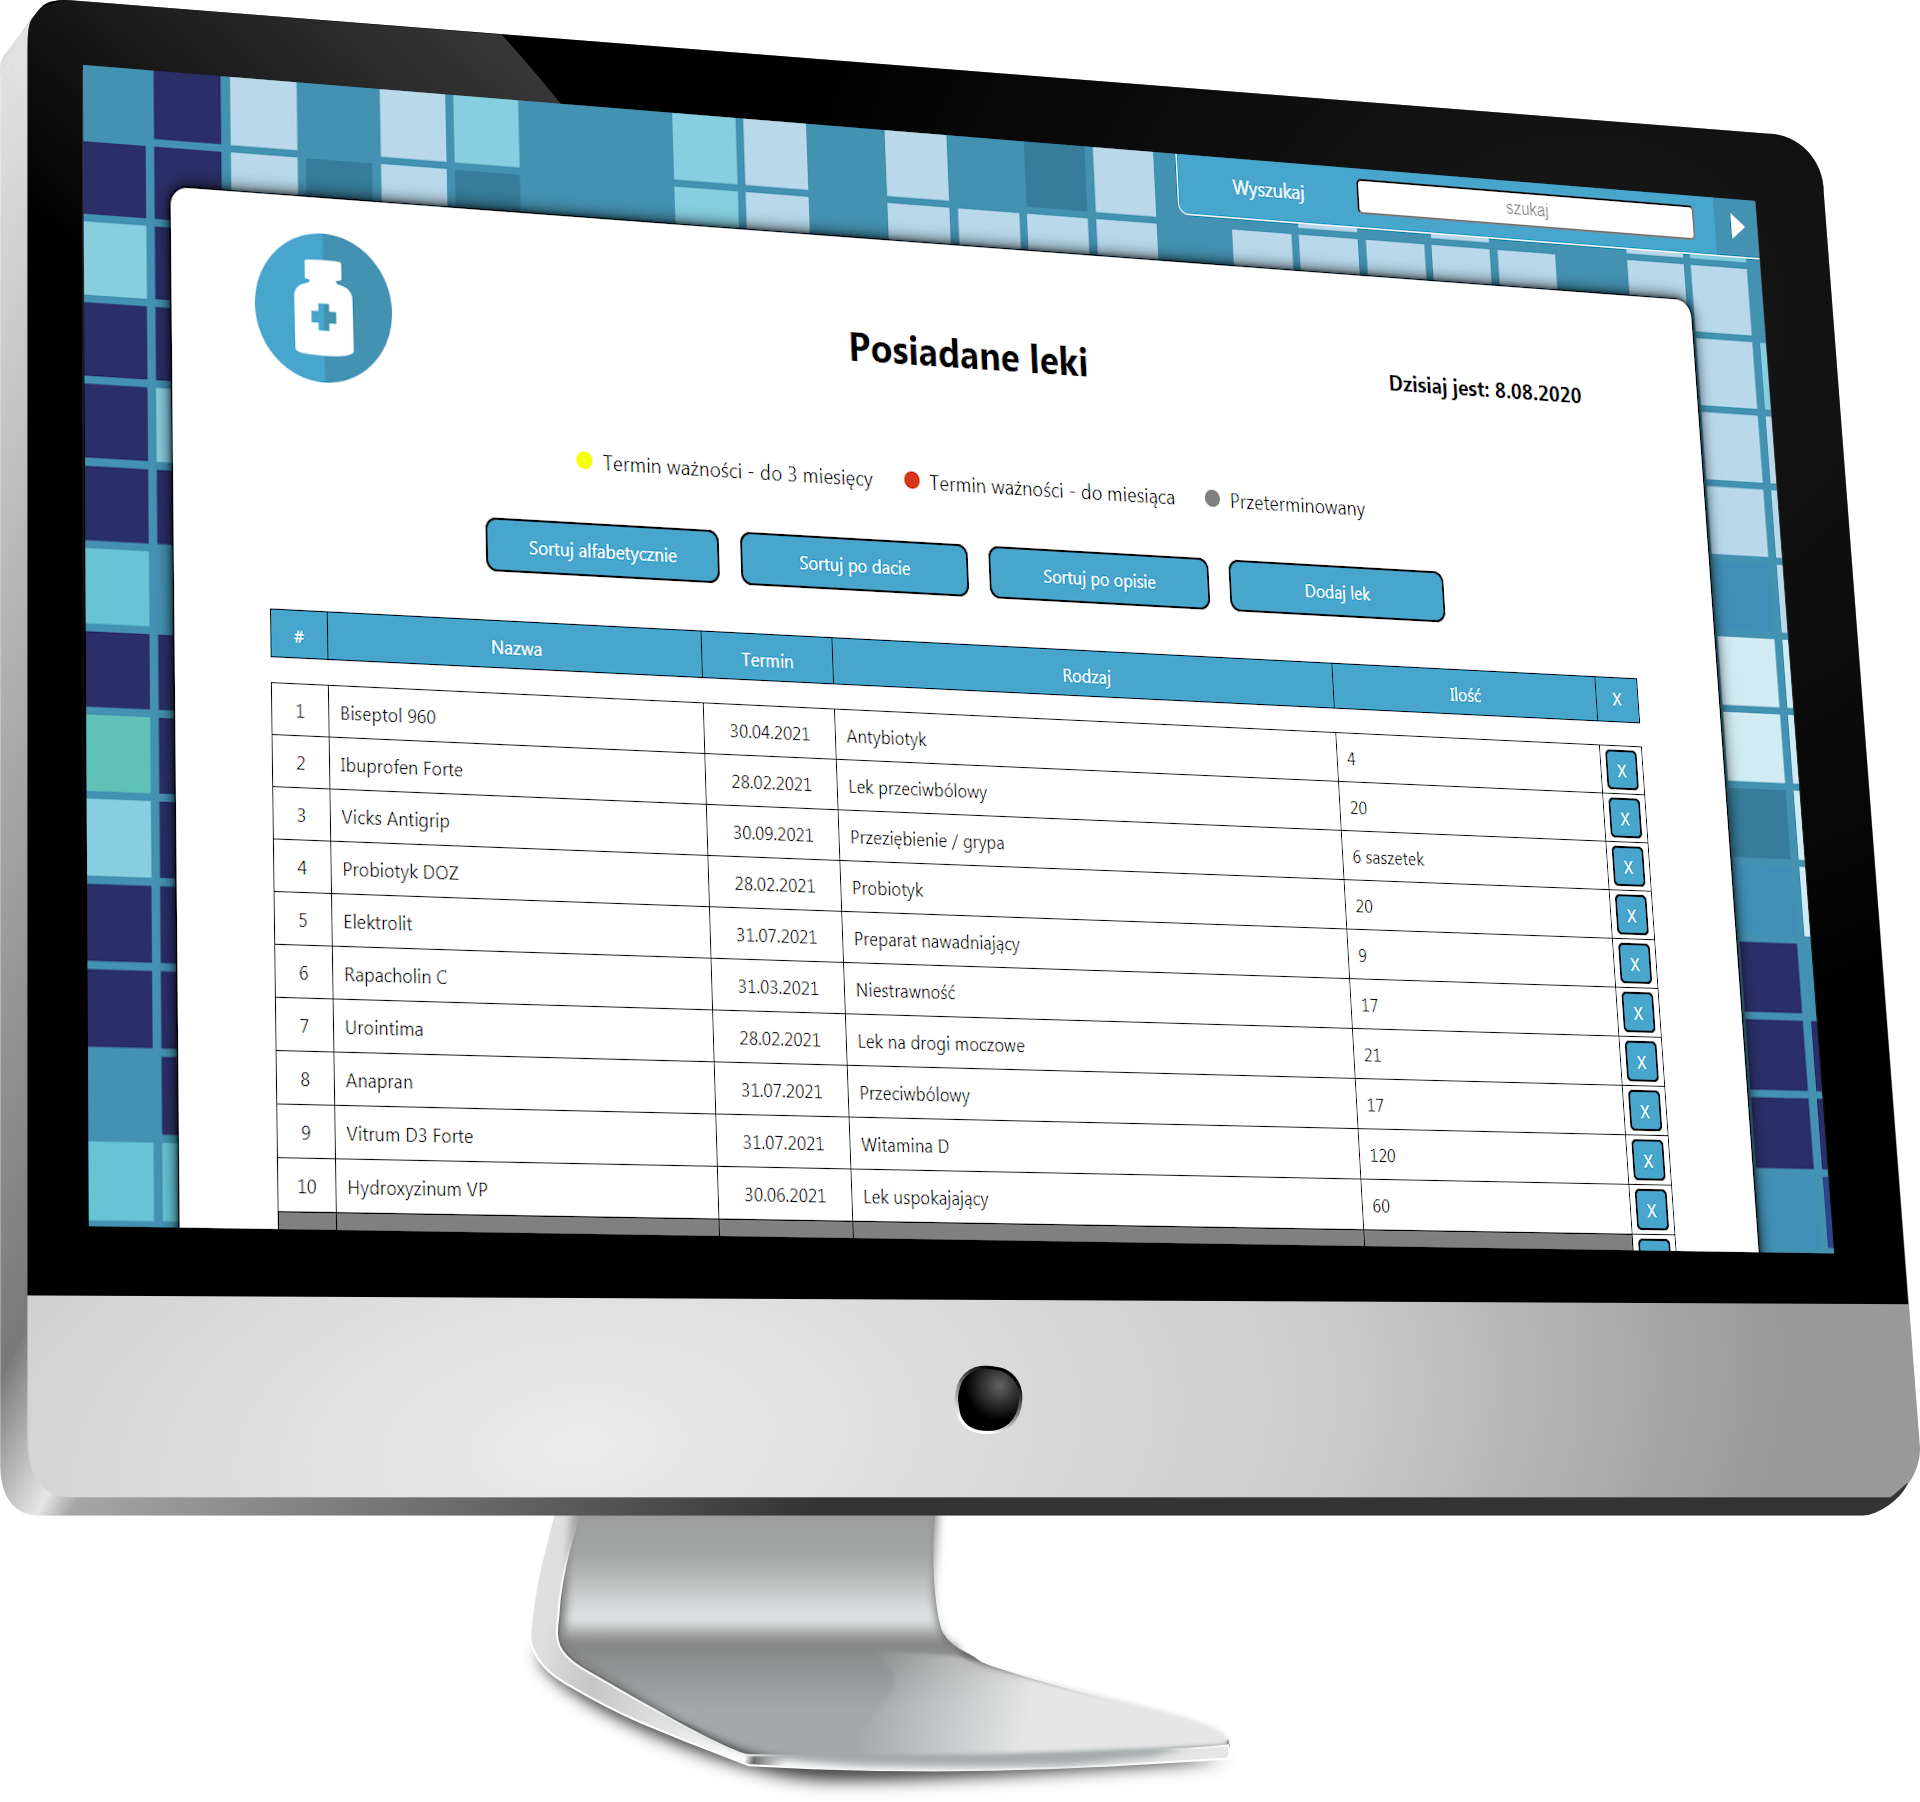 Wyszukaj szukaj
Posiadane leki
Dzisiaj jest: 8.08.2020
Termin ważności - do 3 miesięcy Termin ważności - do miesiąca Przeterminowany
Sortuj alfabetycznie Sortuj po dacie Sortuj po opisie Dodaj lek
# Nazwa Termin Rodzaj Ilość X
1 Biseptol 960 30.04.2021 Antybiotyk 4 X
2 Ibuprofen Forte 28.02.2021 Lek przeciwbólowy 20 X
3 Vicks Antigrip 30.09.2021 Przeziębienie / grypa 6 saszetek X
4 Probiotyk DOZ 28.02.2021 Probiotyk 20 X
5 Elektrolit 31.07.2021 Preparat nawadniający 9 X
6 Rapacholin C 31.03.2021 Niestrawność 17 X
7 Urointima 28.02.2021 Lek na drogi moczowe 21 X
8 Anapran 31.07.2021 Przeciwbólowy 17 X
9 Vitrum D3 Forte 31.07.2021 Witamina D 120 X
10 Hydroxyzinum VP 30.06.2021 Lek uspokajający 60 X